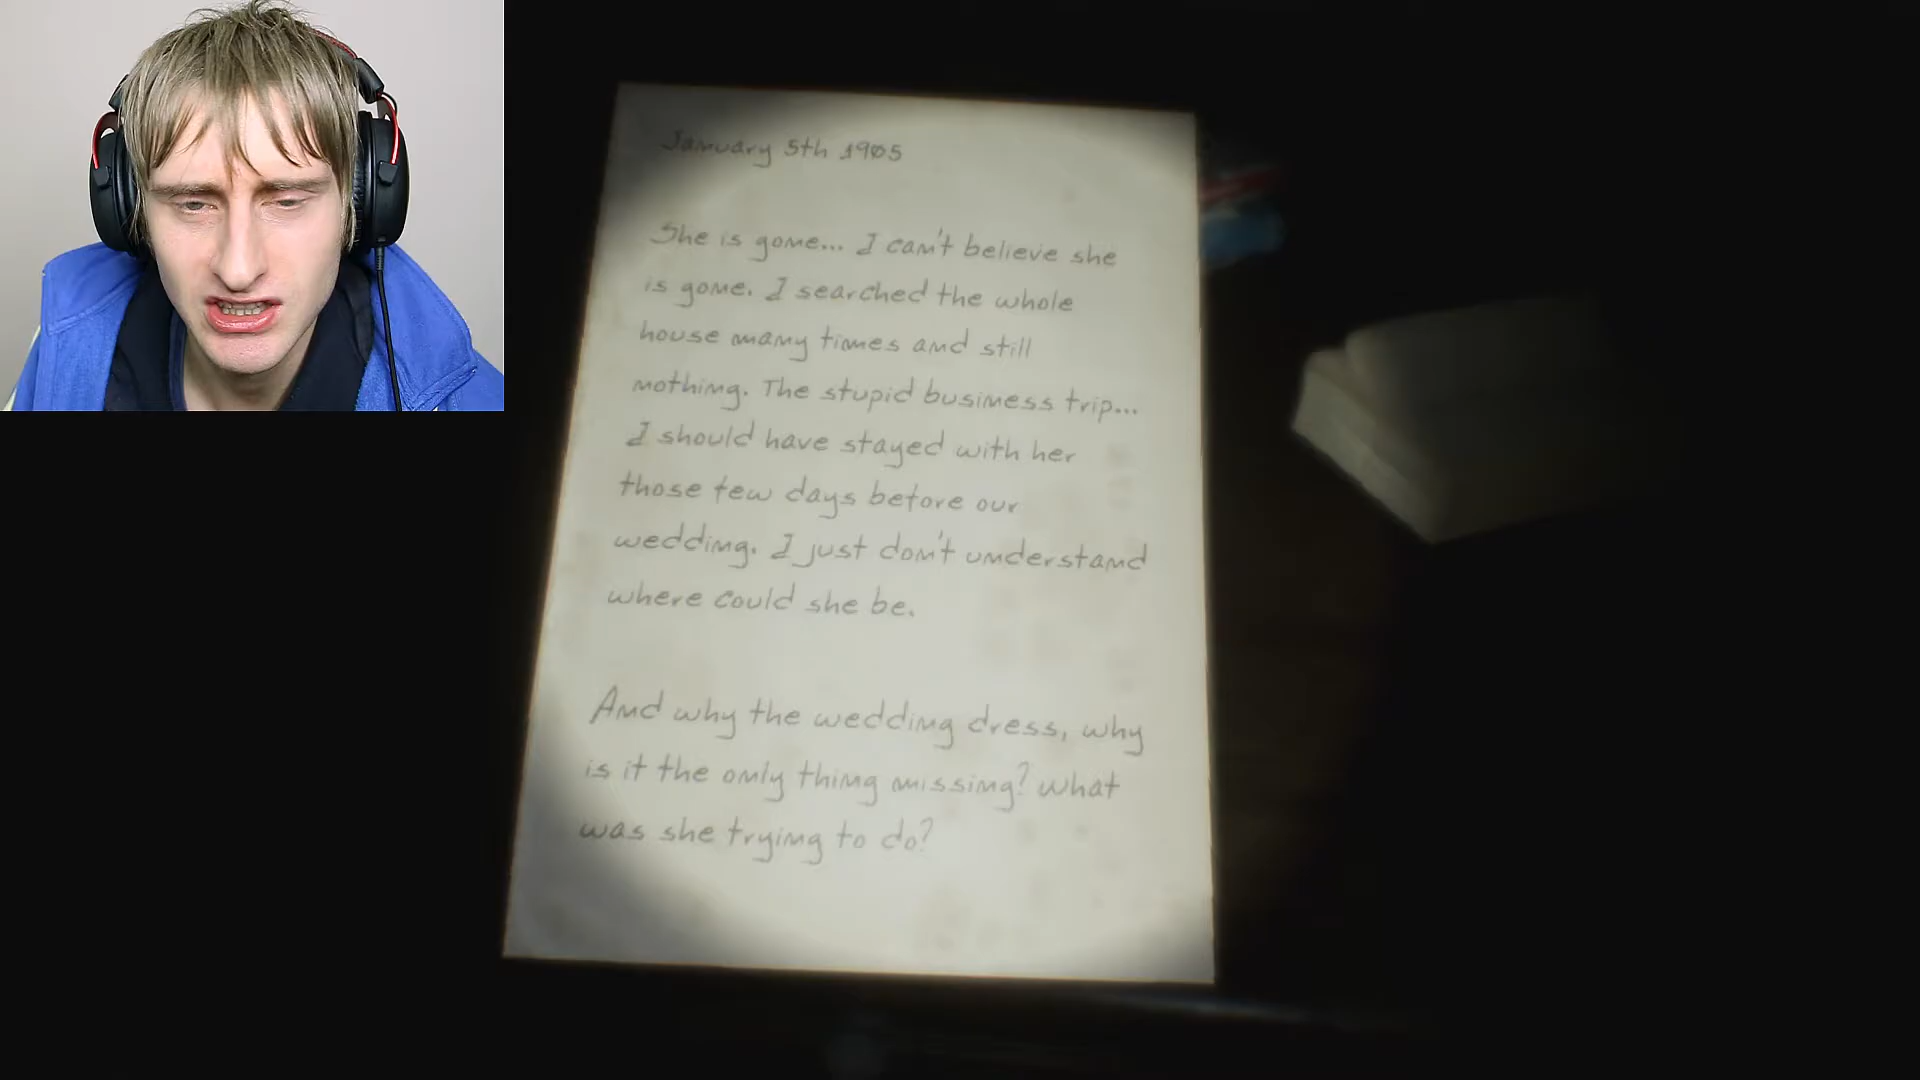 January 5th 1905
She is gone... I can't believe she
is gone. I searched the whole
house many times and still
nothing. The stupid business trip...
I should have stayed with her
those few days before our
wedding. I just don't understand
where could she be.
And why the wedding dress, why
is it the only thing missing? What
was she trying to do?